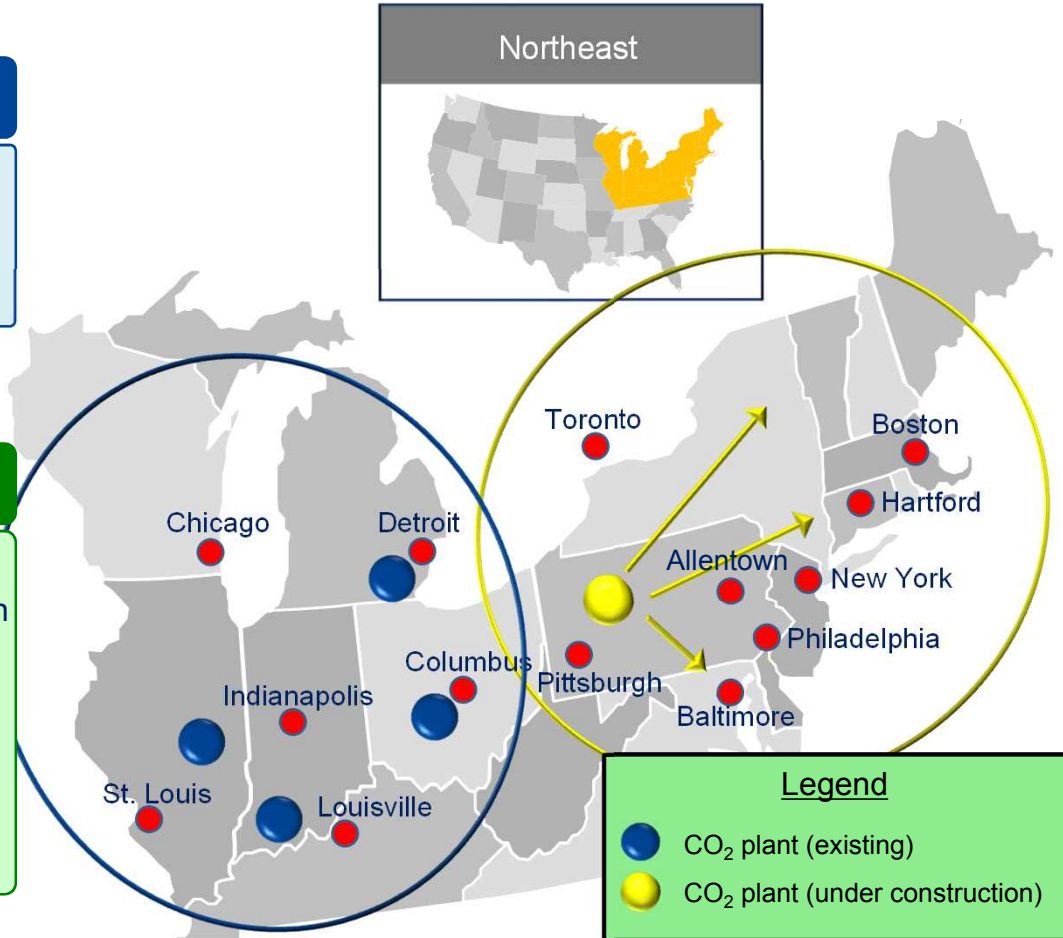 Northeast
Toronto
Boston
Hartford
Chicago
Detroit
Allentown
New York
n
Philadelphia
Columbus
Pittsburgh
Indianapolis
Baltimore
St. Louis
Louisville
Legend
CO₂ plant (existing)
CO₂ plant (under construction)